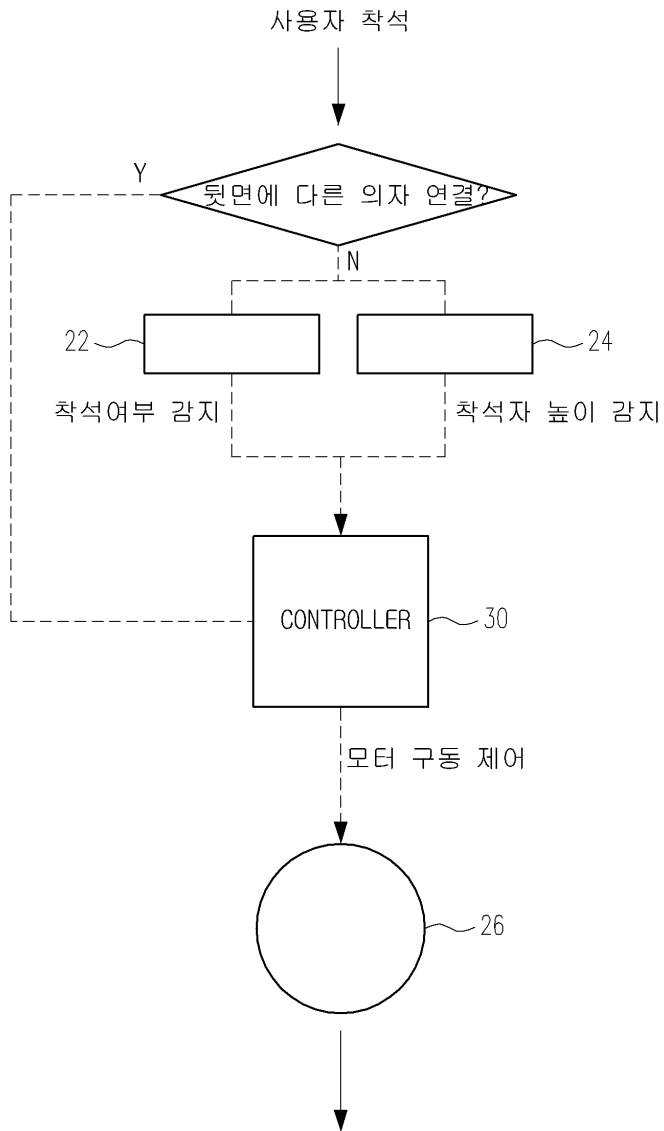 사용자 착석
Y
뒷면에 다른 의자 연결?
N
22
24
착석여부 감지
착석자 높이 감지
CONTROLLER
30
모터 구동 제어
26